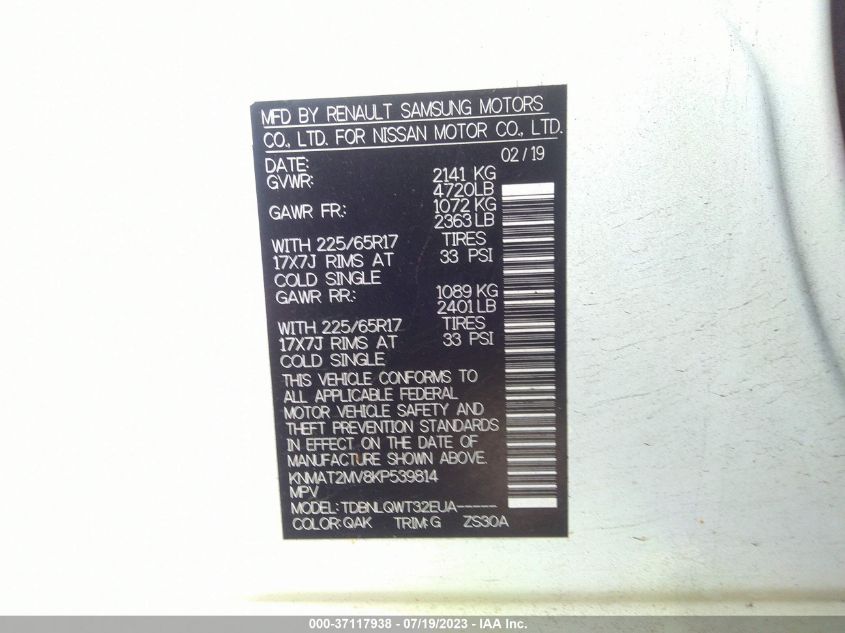 MFD BY RENAULT SAMSUNG MOTORS
CO., LTD. FOR NISSAN MOTOR CO., LTD.
DATE: 02/19
GVWR: 2141 KG
4720LB
GAWR FR: 1072 KG
2363 LB
WITH 225/65R17 TIRES
17X7J RIMS AT 33 PSI
COLD SINGLE
GAWR RR: 1089 KG
2401 LB
WITH 225/65R17 TIRES
17X7J RIMS AT 33 PSI
COLD SINGLE
THIS VEHICLE CONFORMS TO
ALL APPLICABLE FEDERAL
MOTOR VEHICLE SAFETY AND
THEFT PREVENTION STANDARDS
IN EFFECT ON THE DATE OF
MANUFACTURE SHOWN ABOVE.
KNMAT2MV8KP539814
MPV
MODEL: TDBNLQWT32EUA-----
COLOR: QAK TRIM: G ZS30A
000-37117938 - 07/19/2023 - IAA Inc.